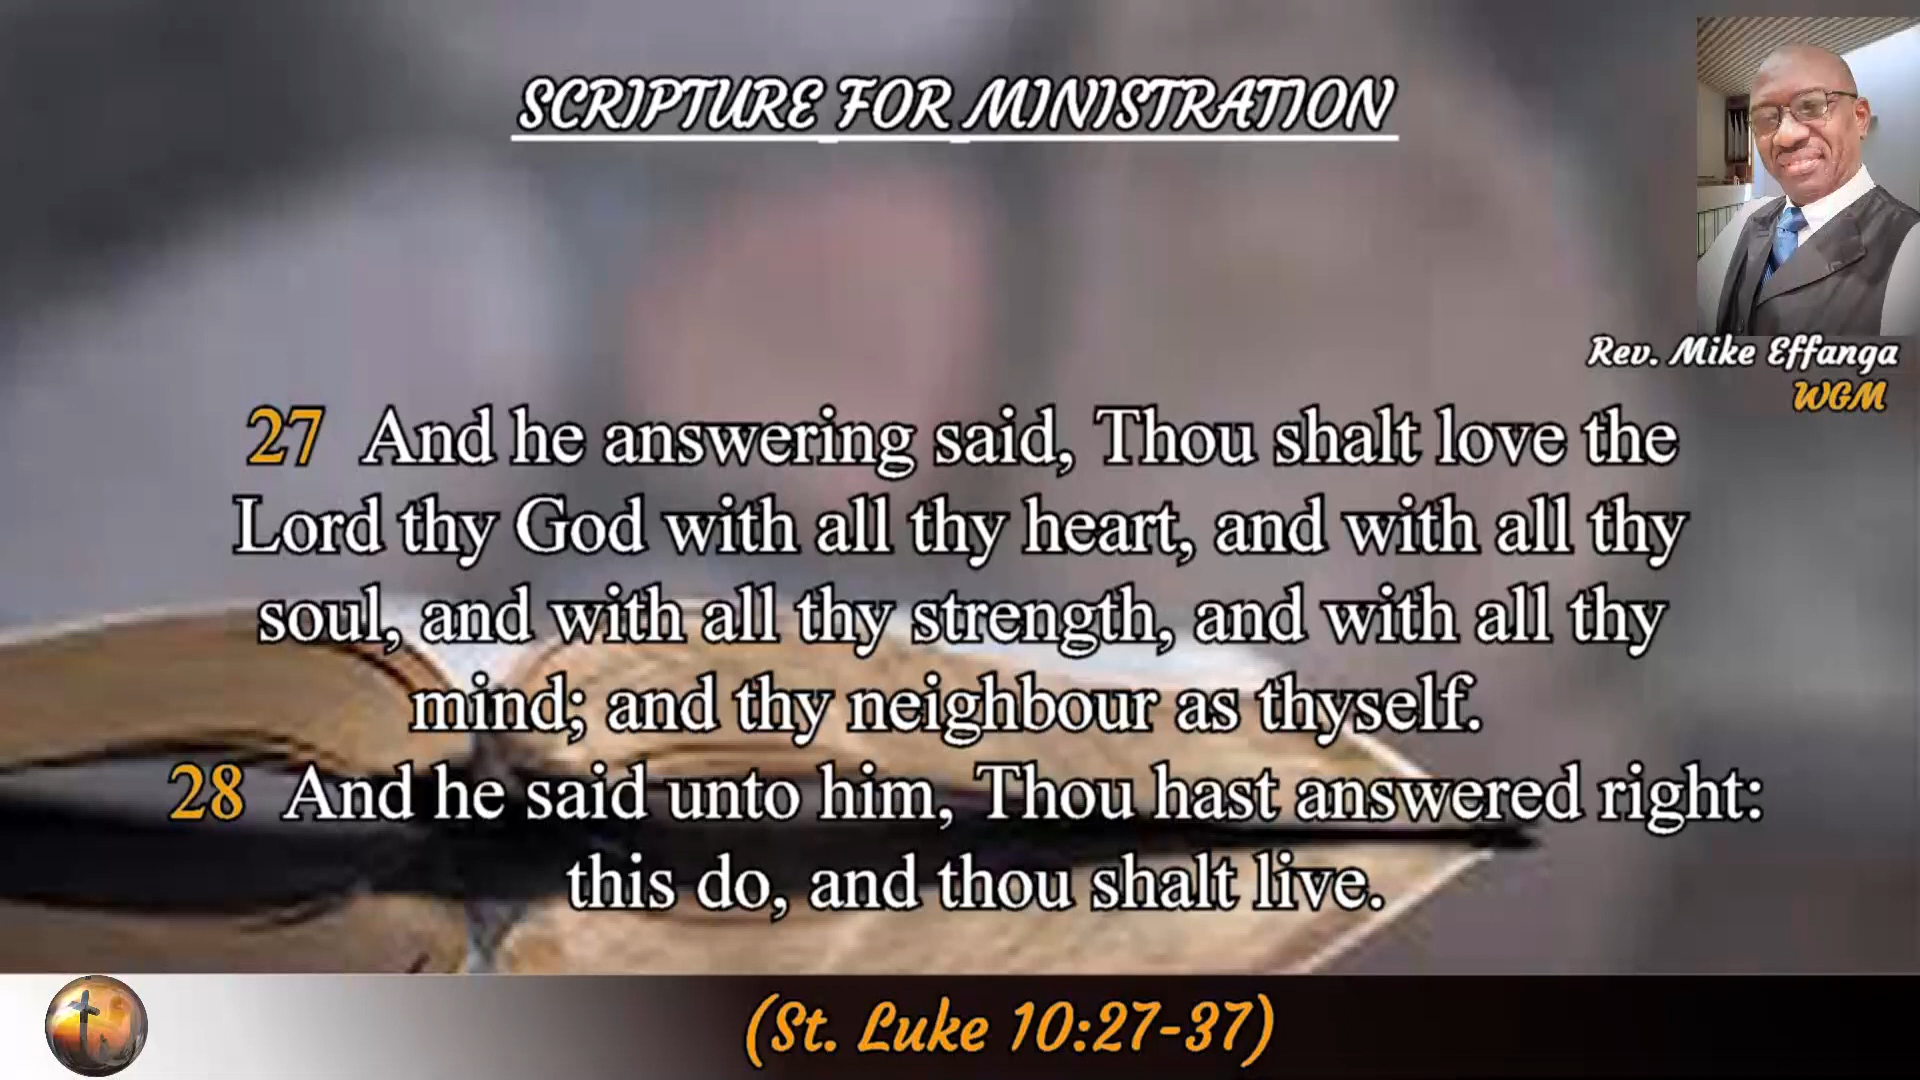 SCRIPTURE FOR MINISTRATION
Rev. Mike Effanga
WGM
27 And he answering said, Thou shalt love the
Lord thy God with all thy heart, and with all thy
soul, and with all thy strength, and with all thy
mind; and thy neighbour as thyself.
28 And he said unto him, Thou hast answered right:
this do, and thou shalt live.
(St. Luke 10:27-37)